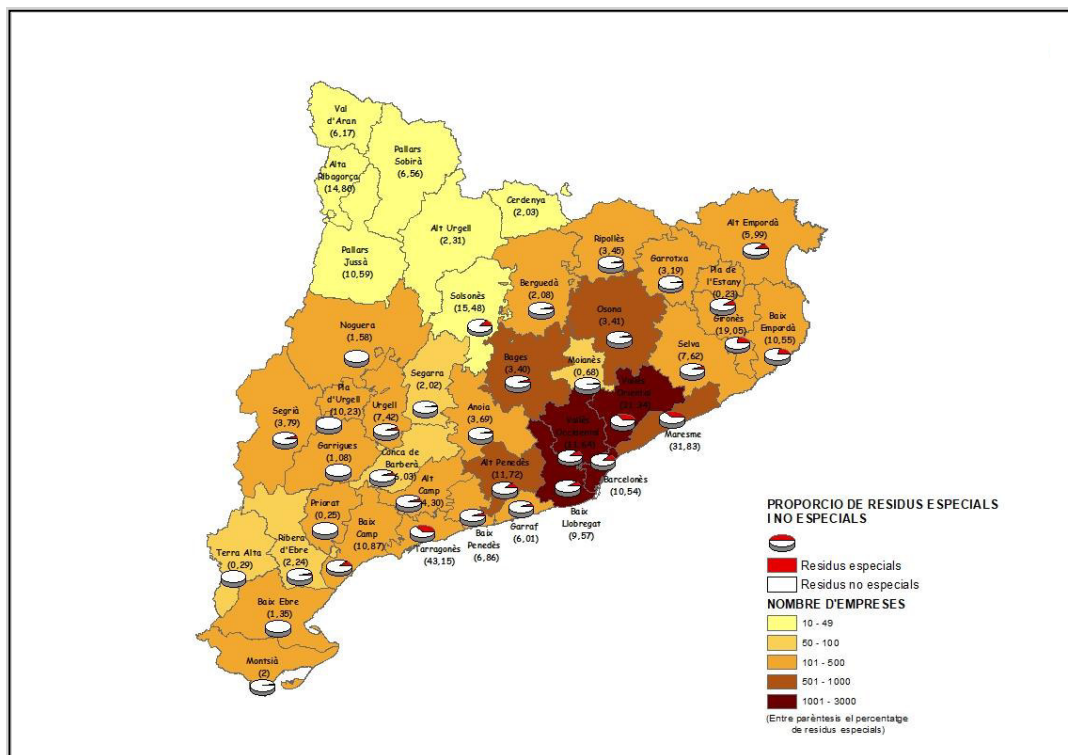 Val
d'Aran
(6,17)
Pallars
Sobirà
(6,56)
Alta
Ribagorça
(14,80)
Cerdenya
(2,03)
Alt Urgell
(2,31)
Pallars
Jussà
(10,59)
Alt Empordà
(5,99)
Ripollès
(3,45)
Garrotxa
(3,19)
Pla de
l'Estany
(0,23)
Berguedà
(2,08)
Solsonès
(15,48)
Osona
(3,41)
Gironès
(19,05)
Baix
Empordà
(10,55)
Noguera
(1,58)
Selva
(7,62)
Bages
(3,40)
Moianès
(0,68)
Segarra
(2,02)
Pla
d'Urgell
(10,23)
Urgell
(7,42)
Segrià
(3,79)
Anoia
(3,69)
Vallès
Maresme
(31,83)
Garrigues
(1,08)
Conca de
Barberà
Alt Penedès
(11,72)
Barcelonès
(10,54)
Alt
Camp
(4,30)
Priorat
(0,25)
Baix
Camp
(10,87)
Baix
Llobregat
(9,57)
Garraf
(6,01)
Baix
Penedès
(6,86)
Tarragonès
(43,15)
Ribera
d'Ebre
(2,24)
Terra Alta
(0,29)
Baix Ebre
(1,35)
Montsià
(2)
PROPORCIO DE RESIDUS ESPECIALS
I NO ESPECIALS
Residus especials
Residus no especials
NOMBRE D'EMPRESES
10 - 49
50 - 100
101 - 500
501 - 1000
1001 - 3000
(Entre parèntesis el percentatge
de residus especials)